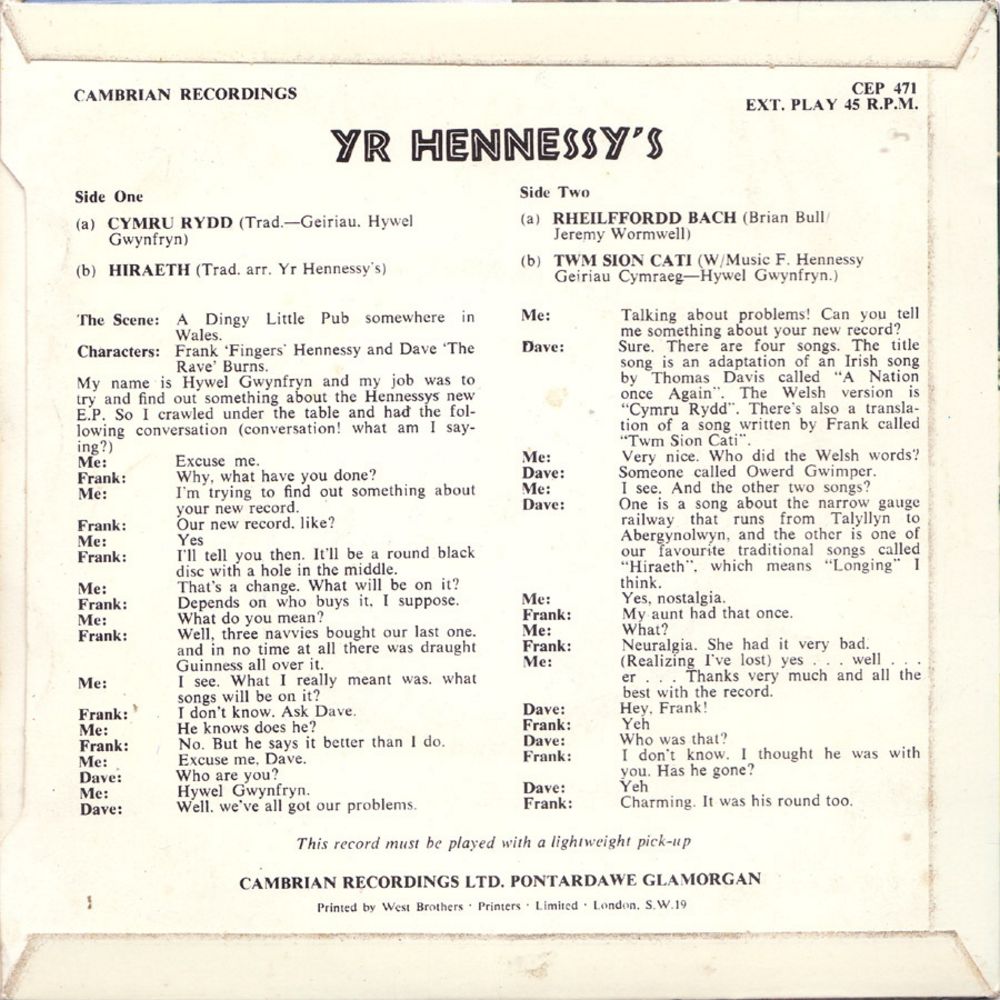 CAMBRIAN RECORDINGS
CEP 471
EXT. PLAY 45 R.P.M.
YR HENNESSY'S
Side One
(a) CYMRU RYDD (Trad.—Geiriau. Hywel
Gwynfryn)
(b) HIRAETH (Trad. arr. Yr Hennessy's)
The Scene: A Dingy Little Pub somewhere in
Wales.
Characters: Frank 'Fingers' Hennessy and Dave 'The
Rave' Burns.
My name is Hywel Gwynfryn and my job was to
try and find out something about the Hennessys new
E.P. So I crawled under the table and had the fol-
lowing conversation (conversation! what am I say-
ing?)
Me: Excuse me.
Frank: Why, what have you done?
Me: I'm trying to find out something about
your new record.
Frank: Our new record. like?
Me: Yes
Frank: I'll tell you then. It'll be a round black
disc with a hole in the middle.
Me: That's a change. What will be on it?
Frank: Depends on who buys it, I suppose.
Me: What do you mean?
Frank: Well, three navvies bought our last one.
and in no time at all there was draught
Guinness all over it.
Me: I see. What I really meant was. what
songs will be on it?
Frank: I don't know. Ask Dave.
Me: He knows does he?
Frank: No. But he says it better than I do.
Me: Excuse me, Dave.
Dave: Who are you?
Me: Hywel Gwynfryn.
Dave: Well. we've all got our problems.
Side Two
(a) RHEILFFORDD BACH (Brian Bull/
Jeremy Wormwell)
(b) TWM SION CATI (W/Music F. Hennessy
Geiriau Cymraeg—Hywel Gwynfryn.)
Me: Talking about problems! Can you tell
me something about your new record?
Dave: Sure. There are four songs. The title
song is an adaptation of an Irish song
by Thomas Davis called "A Nation
once Again". The Welsh version is
"Cymru Rydd". There's also a transla-
tion of a song written by Frank called
"Twm Sion Cati".
Me: Very nice. Who did the Welsh words?
Dave: Someone called Owerd Gwimper.
Me: I see. And the other two songs?
Dave: One is a song about the narrow gauge
railway that runs from Talyllyn to
Abergynolwyn, and the other is one of
our favourite traditional songs called
"Hiraeth". which means "Longing" I
think.
Me: Yes, nostalgia.
Frank: My aunt had that once.
Me: What?
Frank: Neuralgia. She had it very bad.
Me: (Realizing I've lost) yes . . . well . . .
er . . . Thanks very much and all the
best with the record.
Dave: Hey, Frank!
Frank: Yeh
Dave: Who was that?
Frank: I don't know. I thought he was with
you. Has he gone?
Dave: Yeh
Frank: Charming. It was his round too.
This record must be played with a lightweight pick-up
CAMBRIAN RECORDINGS LTD. PONTARDAWE GLAMORGAN
Printed by West Brothers · Printers · Limited · London. S.W.19